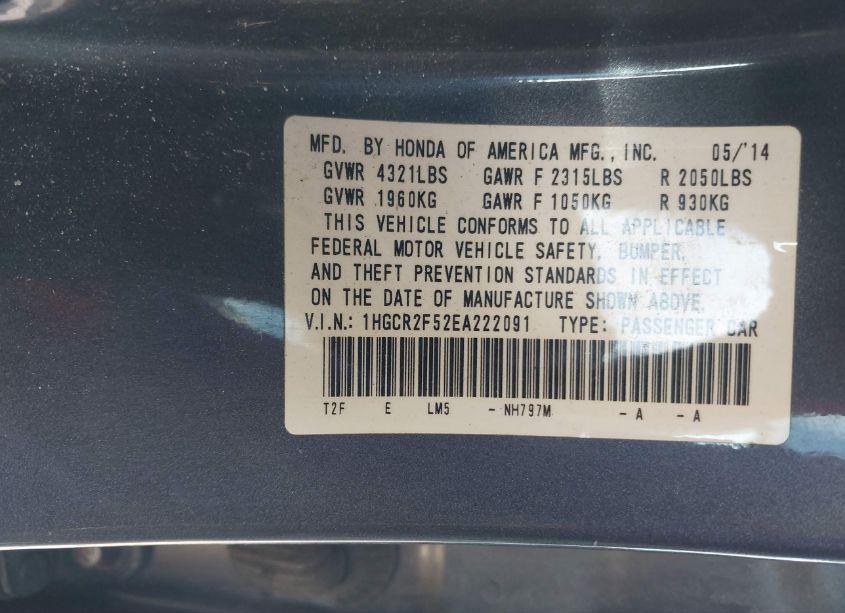 MFD. BY HONDA OF AMERICA MFG., INC. 05/'14
GVWR 4321LBS GAWR F 2315LBS R 2050LBS
GVWR 1960KG GAWR F 1050KG R 930KG
THIS VEHICLE CONFORMS TO ALL APPLICABLE
FEDERAL MOTOR VEHICLE SAFETY, BUMPER,
AND THEFT PREVENTION STANDARDS IN EFFECT
ON THE DATE OF MANUFACTURE SHOWN ABOVE.
V.I.N.: 1HGCR2F52EA222091 TYPE: PASSENGER CAR
T2F E LM5 - NH797M - A - A